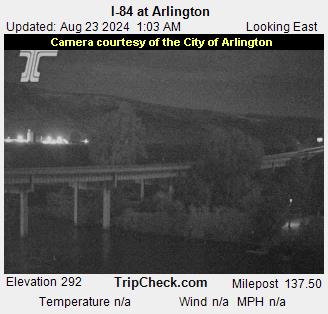 I-84 at Arlington
Updated: Aug 23 2024 1:03 AM Looking East
Camera courtesy of the City of Arlington
Elevation 292 TripCheck.com Milepost 137.50
Temperature n/a Wind n/a MPH n/a